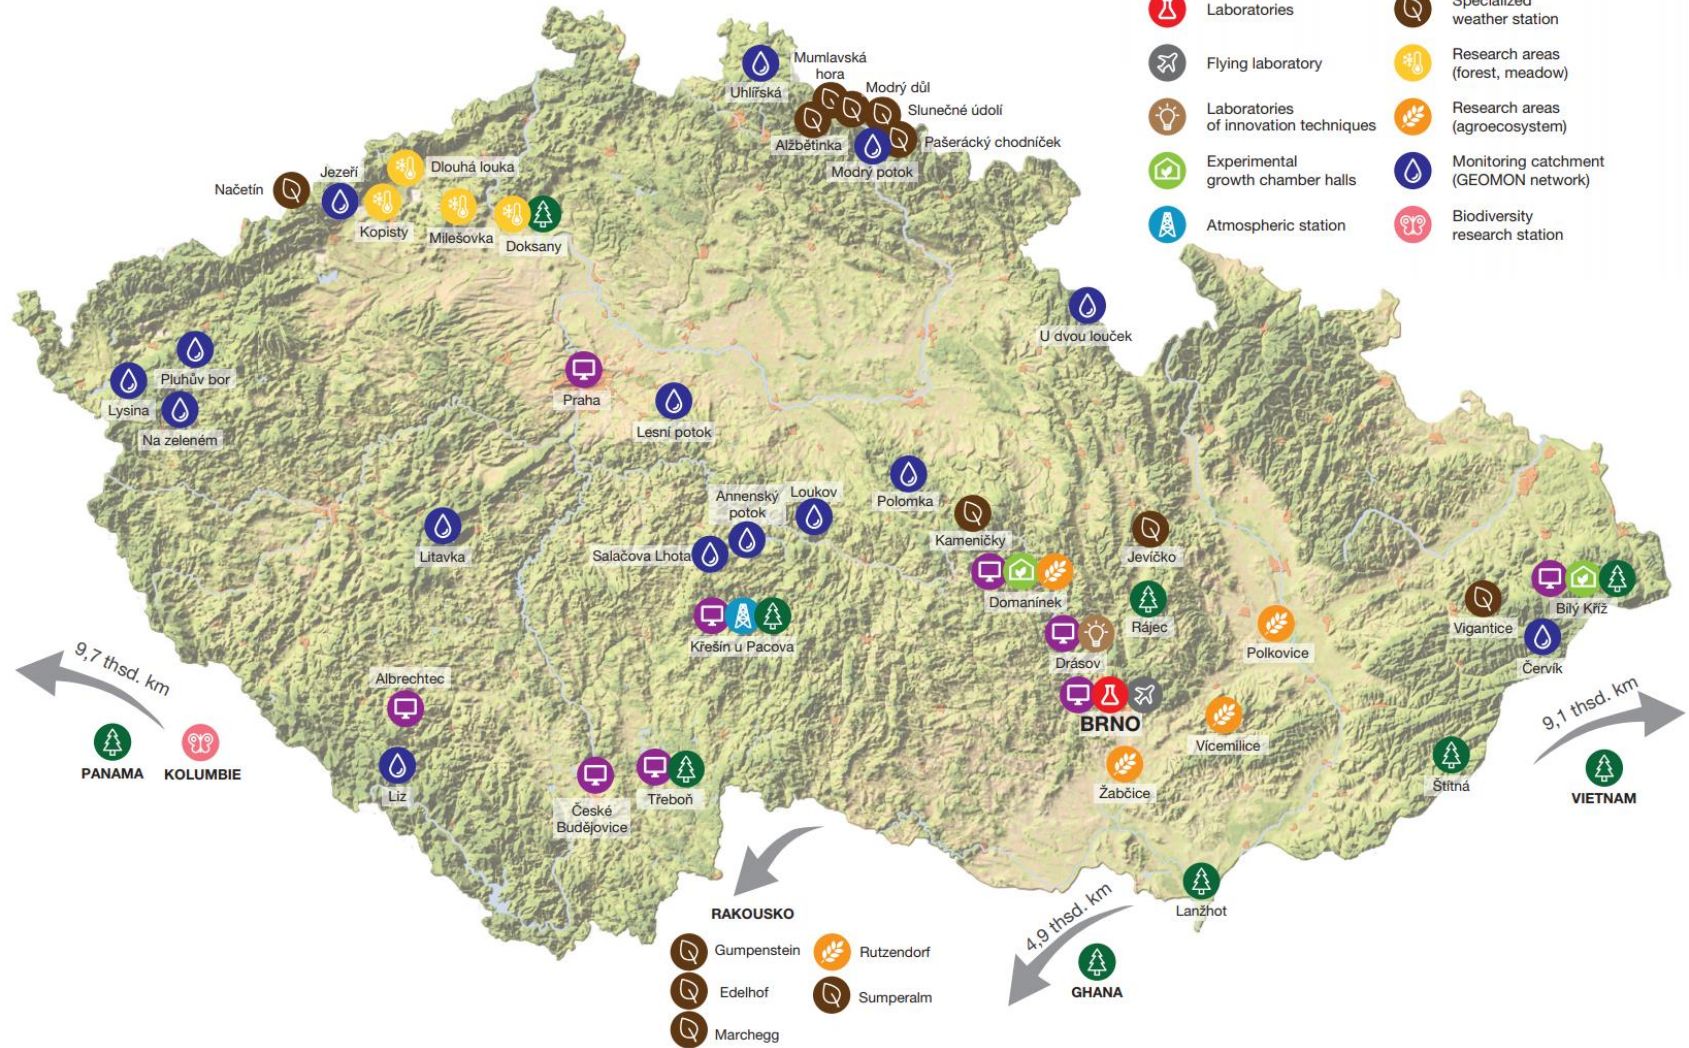 Laboratories
Specialized
weather station
Flying laboratory
Research areas
(forest, meadow)
Laboratories
of innovation techniques
Research areas
(agroecosystem)
Experimental
growth chamber halls
Monitoring catchment
(GEOMON network)
Atmospheric station
Biodiversity
research station
Uhlířská
Mumlavská
hora
Modrý důl
Slunečné údolí
Alžbětinka
Pašerácký chodníček
Modrý potok
Načetín
Jezeří
Dlouhá louka
Kopisty
Milešovka
Doksany
U dvou louček
Pluhův bor
Lysina
Na zeleném
Praha
Lesní potok
Polomka
Annenský
potok
Loukov
Litavka
Salačova Lhota
Kameničky
Jevíčko
Domanínek
Křešín u Pacova
Rájec
Drásov
Polkovice
Vigantice
Bílý Kříž
Červík
9,7 thsd. km
PANAMA
KOLUMBIE
Albrechtec
Liz
České
Budějovice
Třeboň
BRNO
Vícemilice
Žabčice
Štítná
9,1 thsd. km
VIETNAM
Lanžhot
RAKOUSKO
Gumpenstein
Rutzendorf
Edelhof
Sumperalm
Marchegg
4,9 thsd. km
GHANA